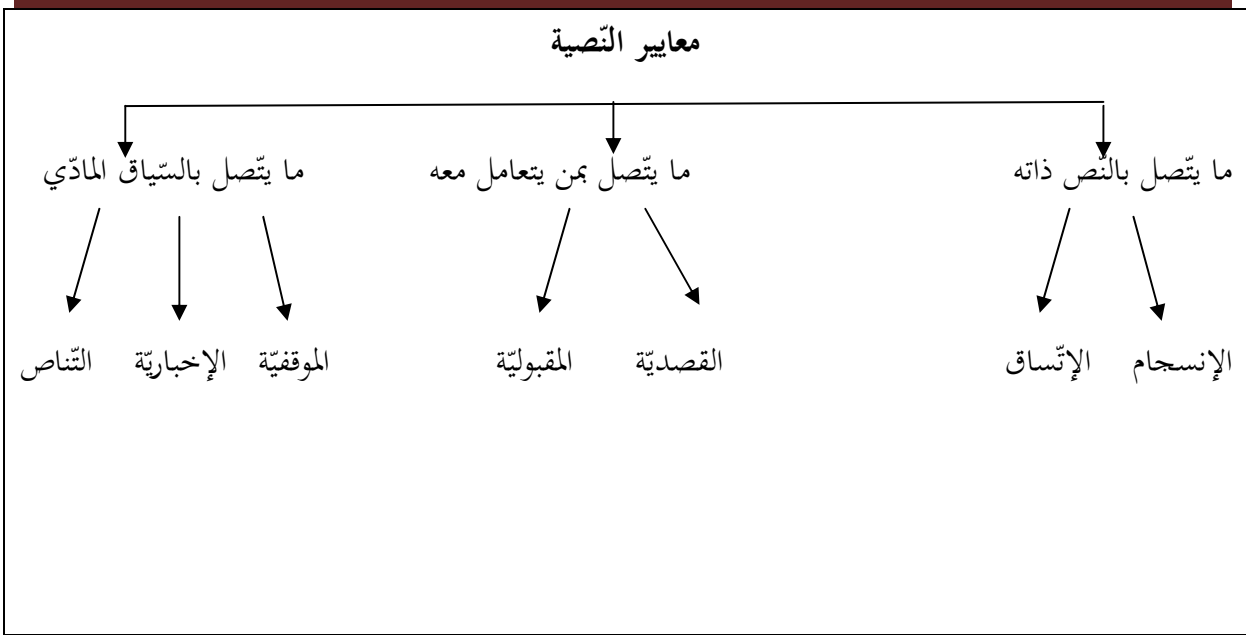 معايير النّصية
ما يتّصل بالنّص ذاته ما يتّصل بمن يتعامل معه ما يتّصل بالسّياق المادّي
الإنسجام الإتّساق القصديّة المقبوليّة الموقفيّة الإخباريّة التّناص